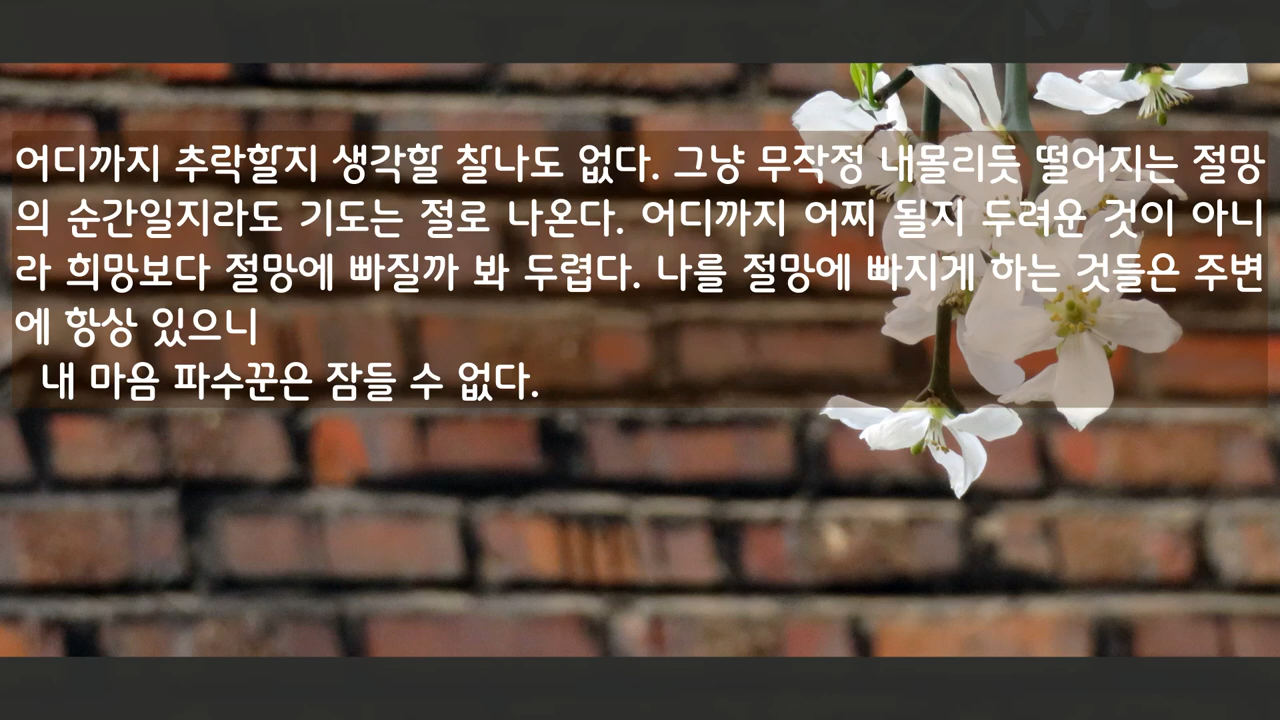 어디까지 추락할지 생각할 찰나도 없다. 그냥 무작정 내몰리듯 떨어지는 절망
의 순간일지라도 기도는 절로 나온다. 어디까지 어찌 될지 두려운 것이 아니
라 희망보다 절망에 빠질까 봐 두렵다. 나를 절망에 빠지게 하는 것들은 주변
에 항상 있으니
내 마음 파수꾼은 잠들 수 없다.